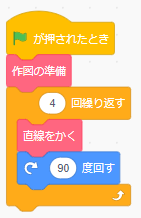 が押されたとき
作図の準備
4 回繰り返す
直線をかく
90 度回す